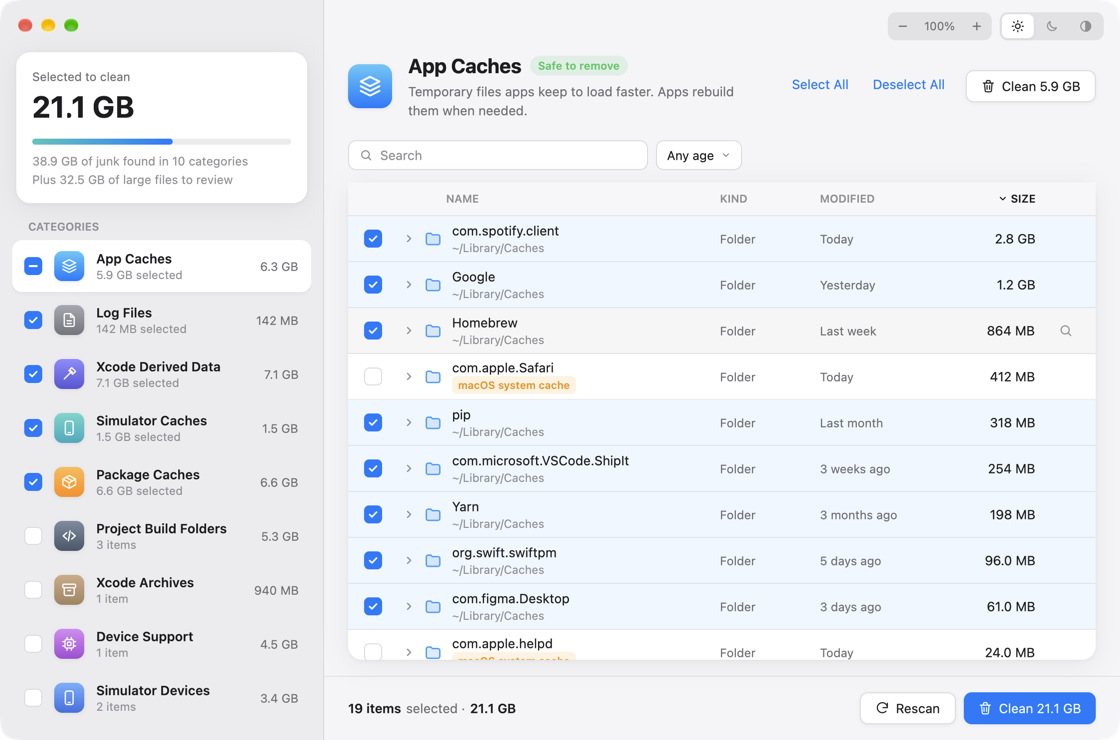 100%
Selected to clean
21.1 GB
38.9 GB of junk found in 10 categories
Plus 32.5 GB of large files to review
CATEGORIES
App Caches
5.9 GB selected
6.3 GB
Log Files
142 MB selected
142 MB
Xcode Derived Data
7.1 GB selected
7.1 GB
Simulator Caches
1.5 GB selected
1.5 GB
Package Caches
6.6 GB selected
6.6 GB
Project Build Folders
3 items
5.3 GB
Xcode Archives
1 item
940 MB
Device Support
1 item
4.5 GB
Simulator Devices
2 items
3.4 GB
App Caches Safe to remove
Temporary files apps keep to load faster. Apps rebuild
them when needed.
Select All Deselect All Clean 5.9 GB
Search Any age
NAME KIND MODIFIED SIZE
com.spotify.client
~/Library/Caches
Folder Today 2.8 GB
Google
~/Library/Caches
Folder Yesterday 1.2 GB
Homebrew
~/Library/Caches
Folder Last week 864 MB
com.apple.Safari
macOS system cache
Folder Today 412 MB
pip
~/Library/Caches
Folder Last month 318 MB
com.microsoft.VSCode.ShipIt
~/Library/Caches
Folder 3 weeks ago 254 MB
Yarn
~/Library/Caches
Folder 3 months ago 198 MB
org.swift.swiftpm
~/Library/Caches
Folder 5 days ago 96.0 MB
com.figma.Desktop
~/Library/Caches
Folder 3 days ago 61.0 MB
com.apple.helpd
macOS system cache
Folder Today 24.0 MB
19 items selected · 21.1 GB
Rescan Clean 21.1 GB